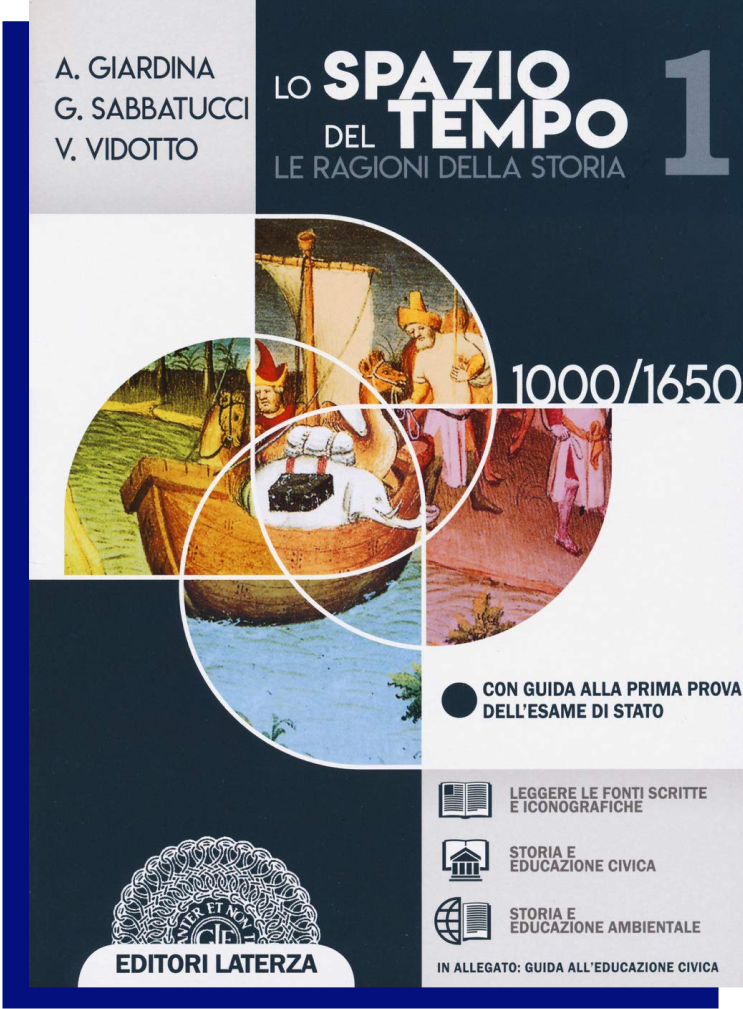 A. GIARDINA
G. SABBATUCCI
V. VIDOTTO
LO SPAZIO
DEL TEMPO
LE RAGIONI DELLA STORIA
1
1000/1650
CON GUIDA ALLA PRIMA PROVA
DELL'ESAME DI STATO
LEGGERE LE FONTI SCRITTE
E ICONOGRAFICHE
STORIA E
EDUCAZIONE CIVICA
STORIA E
EDUCAZIONE AMBIENTALE
IN ALLEGATO: GUIDA ALL'EDUCAZIONE CIVICA
ET NON
EDITORI LATERZA